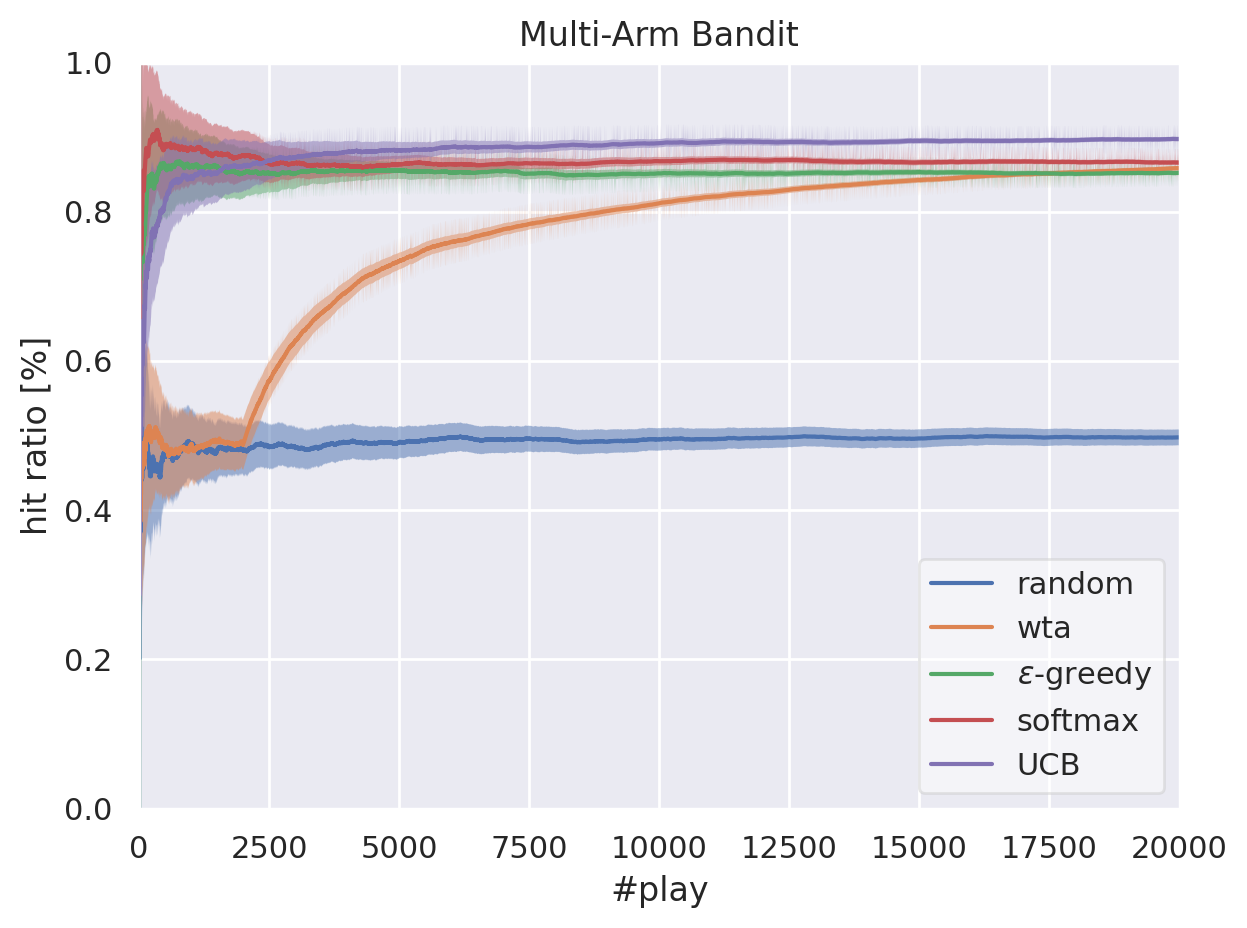 Multi-Arm Bandit
hit ratio [%]
1.0
0.8
0.6
0.4
0.2
0.0
0 2500 5000 7500 10000 12500 15000 17500 20000
#play
random
wta
ε-greedy
softmax
UCB